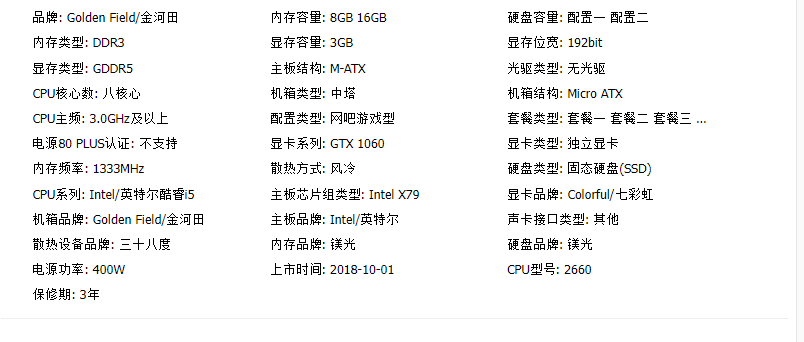 品牌: Golden Field/金河田 内存容量: 8GB 16GB 硬盘容量: 配置一 配置二
内存类型: DDR3 显存容量: 3GB 显存位宽: 192bit
显存类型: GDDR5 主板结构: M-ATX 光驱类型: 无光驱
CPU核心数: 八核心 机箱类型: 中塔 机箱结构: Micro ATX
CPU主频: 3.0GHz及以上 配置类型: 网吧游戏型 套餐类型: 套餐一 套餐二 套餐三 ...
电源80 PLUS认证: 不支持 显卡系列: GTX 1060 显卡类型: 独立显卡
内存频率: 1333MHz 散热方式: 风冷 硬盘类型: 固态硬盘(SSD)
CPU系列: Intel/英特尔酷睿i5 主板芯片组类型: Intel X79 显卡品牌: Colorful/七彩虹
机箱品牌: Golden Field/金河田 主板品牌: Intel/英特尔 声卡接口类型: 其他
散热设备品牌: 三十八度 内存品牌: 镁光 硬盘品牌: 镁光
电源功率: 400W 上市时间: 2018-10-01 CPU型号: 2660
保修期: 3年